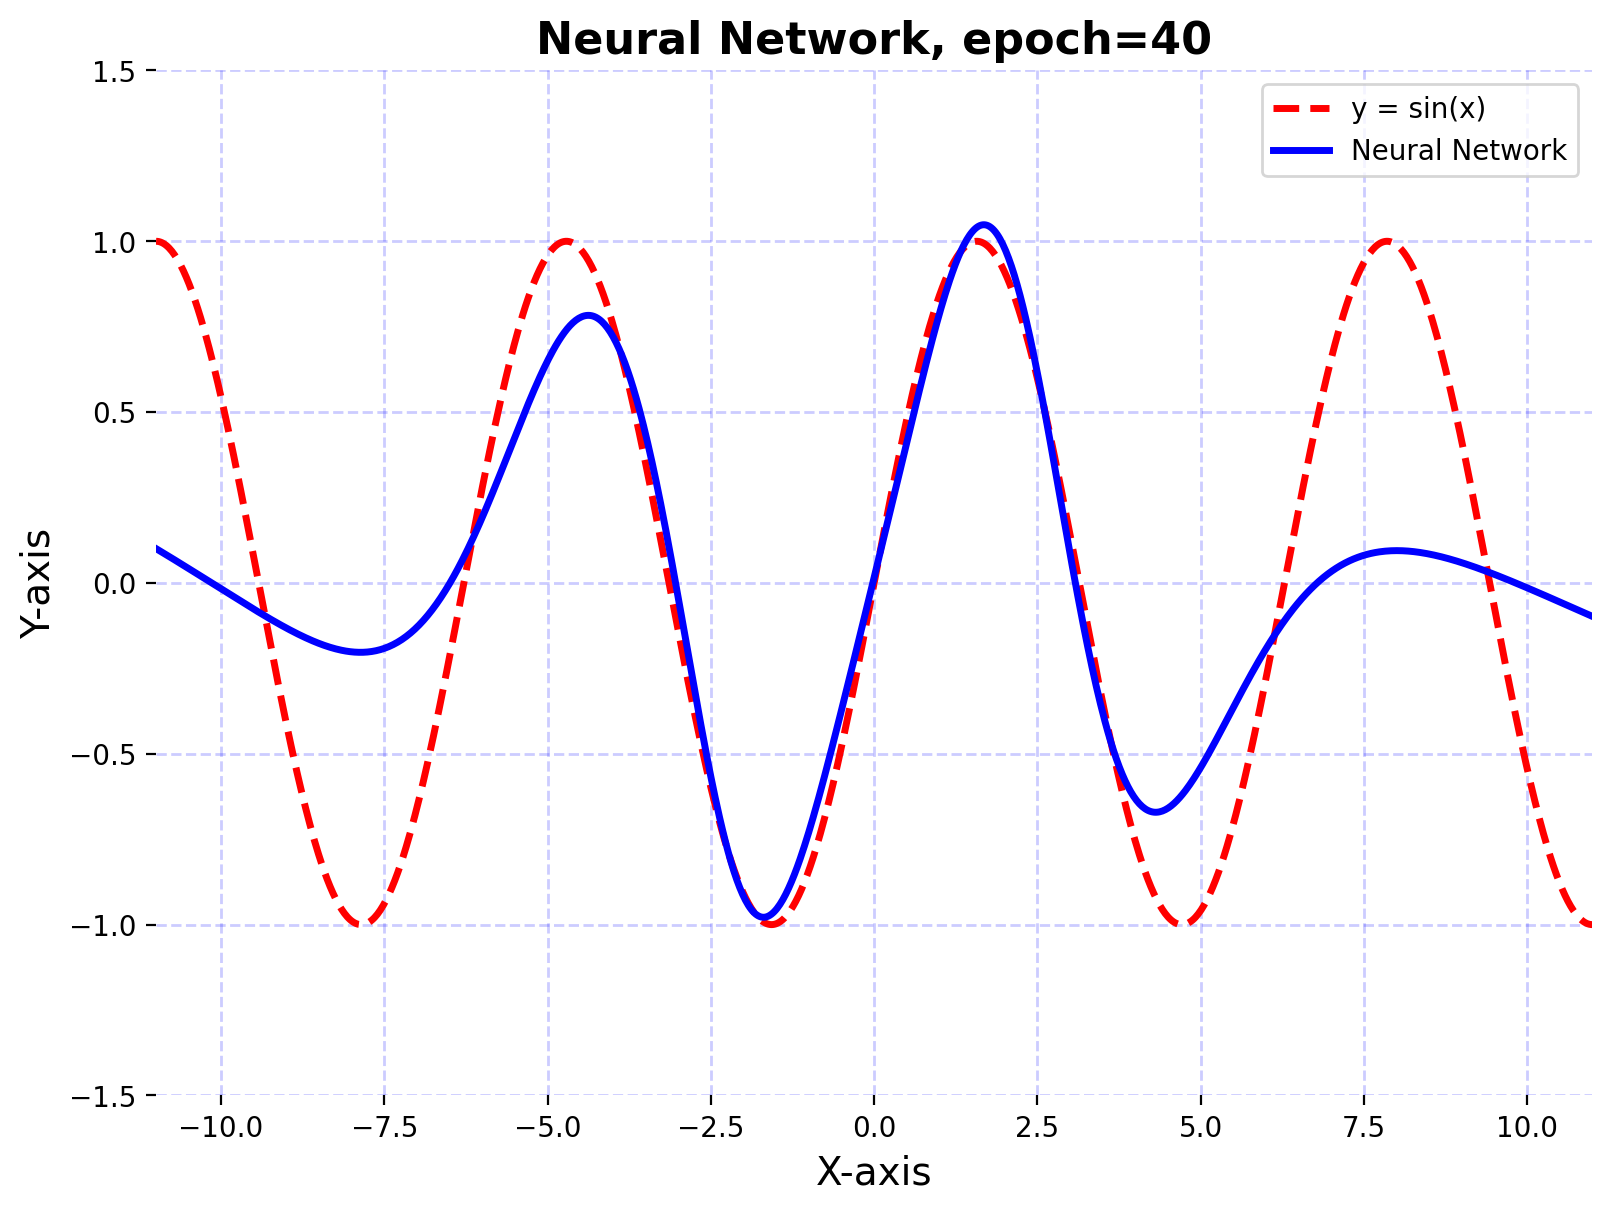 Neural Network, epoch=40
y = sin(x)
Neural Network
Y-axis
1.5
1.0
0.5
0.0
−0.5
−1.0
−1.5
−10.0 −7.5 −5.0 −2.5 0.0 2.5 5.0 7.5 10.0
X-axis